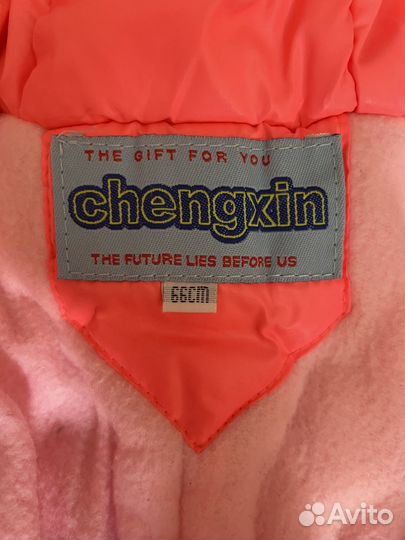 THE GIFT FOR YOU
chengxin
THE FUTURE LIES BEFORE US
66CM
Avito